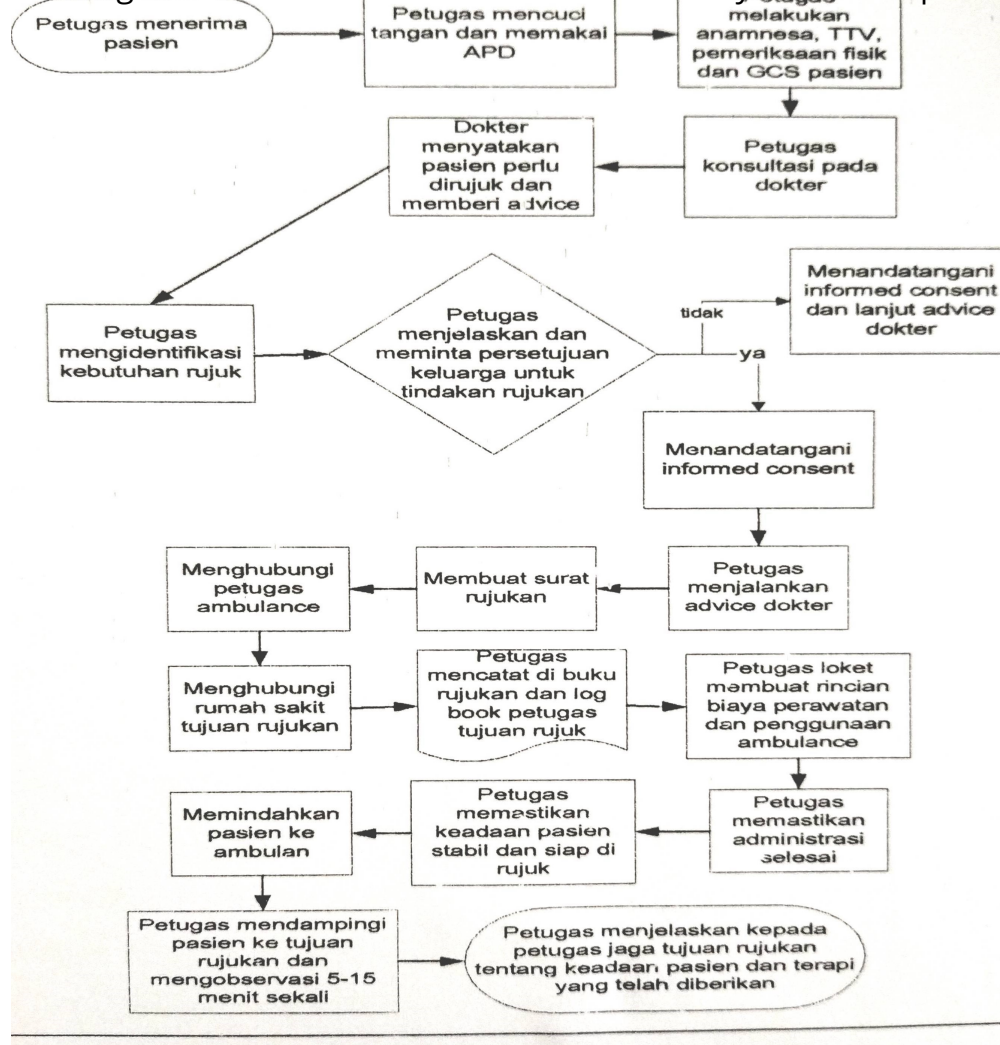 Petugas menerima
pasien
Petugas mencuci
tangan dan memakai
APD
melakukan
anamnesa, TTV,
pemeriksaan fisik
dan GCS pasien
Petugas
konsultasi pada
dokter
Dokter
menyatakan
pasien perlu
dirujuk dan
memberi advice
Petugas
mengidentifikasi
kebutuhan rujuk
Petugas
menjelaskan dan
meminta persetujuan
keluarga untuk
tindakan rujukan
tidak
Menandatangani
informed consent
dan lanjut advice
dokter
ya
Menandatangani
informed consent
Petugas
menjalankan
advice dokter
Membuat surat
rujukan
Menghubungi
petugas
ambulance
Menghubungi
rumah sakit
tujuan rujukan
Petugas
mencatat di buku
rujukan dan log
book petugas
tujuan rujuk
Petugas loket
membuat rincian
biaya perawatan
dan penggunaan
ambulance
Petugas
memastikan
administrasi
selesai
Petugas
memastikan
keadaan pasien
stabil dan siap di
rujuk
Memindahkan
pasien ke
ambulan
Petugas mendampingi
pasien ke tujuan
rujukan dan
mengobservasi 5-15
menit sekali
Petugas menjelaskan kepada
petugas jaga tujuan rujukan
tentang keadaan pasien dan terapi
yang telah diberikan